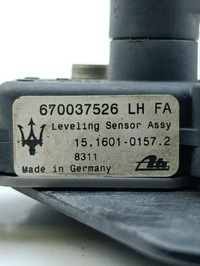 670037526 LH FA
Leveling Sensor Assy
15.1601-0157.2
8311
Made in Germany
Ate